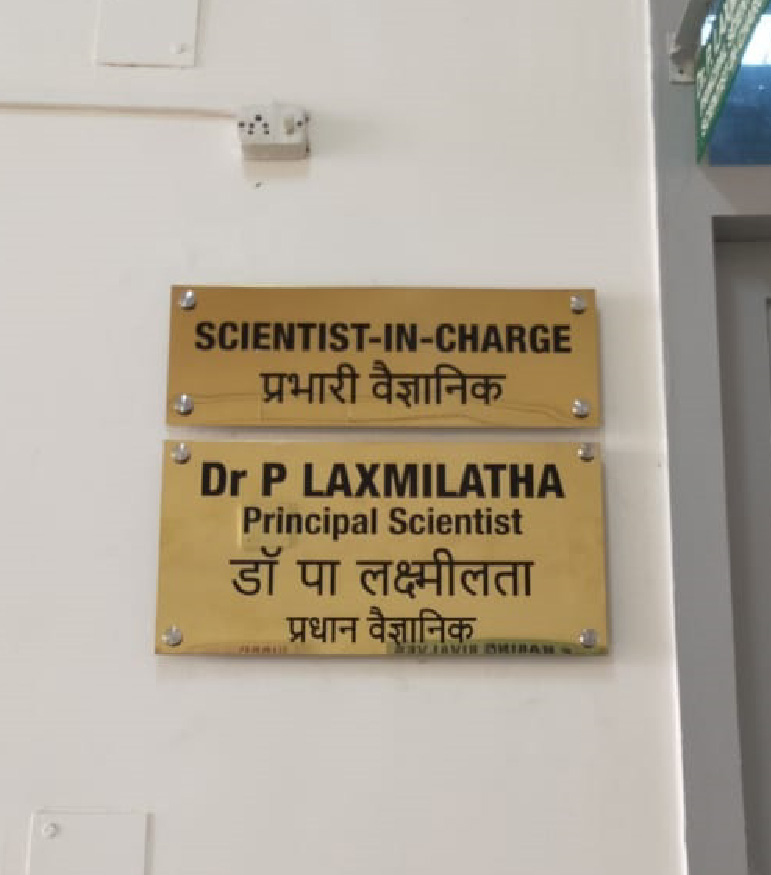 SCIENTIST-IN-CHARGE
प्रभारी वैज्ञानिक
Dr P LAXMILATHA
Principal Scientist
डॉ पा लक्ष्मीलता
प्रधान वैज्ञानिक